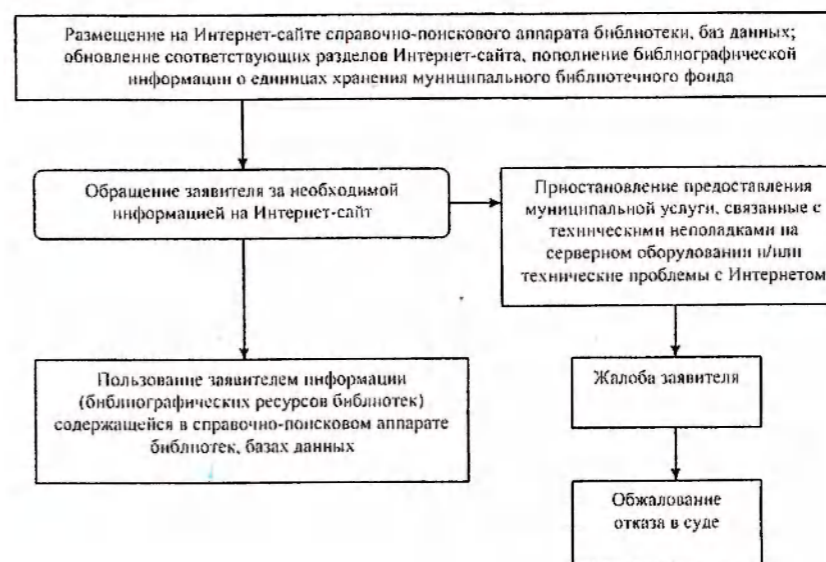 Размещение на Интернет-сайте справочно-поискового аппарата библиотеки, баз данных;
обновление соответствующих разделов Интернет-сайта, пополнение библиографической
информации о единицах хранения муниципального библиотечного фонда
Обращение заявителя за необходимой
информацией на Интернет-сайт
Приостановление предоставления
муниципальной услуги, связанные с
техническими неполадками на
серверном оборудовании и/или
технические проблемы с Интернетом
Пользование заявителем информации
(библиографических ресурсов библиотек)
содержащейся в справочно-поисковом аппарате
библиотек, базах данных
Жалоба заявителя
Обжалование
отказа в суде